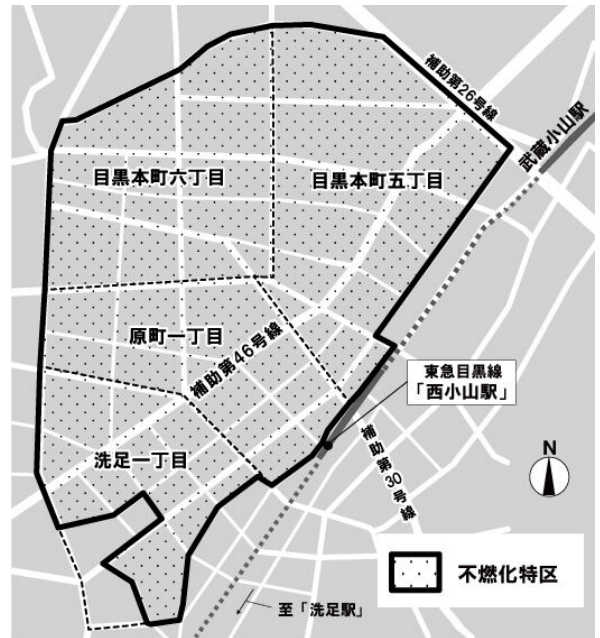 補助第26号線
武蔵小山駅
目黒本町六丁目
目黒本町五丁目
原町一丁目
補助第46号線
東急目黒線
「西小山駅」
洗足一丁目
補助第30号線
N
不燃化特区
至「洗足駅」